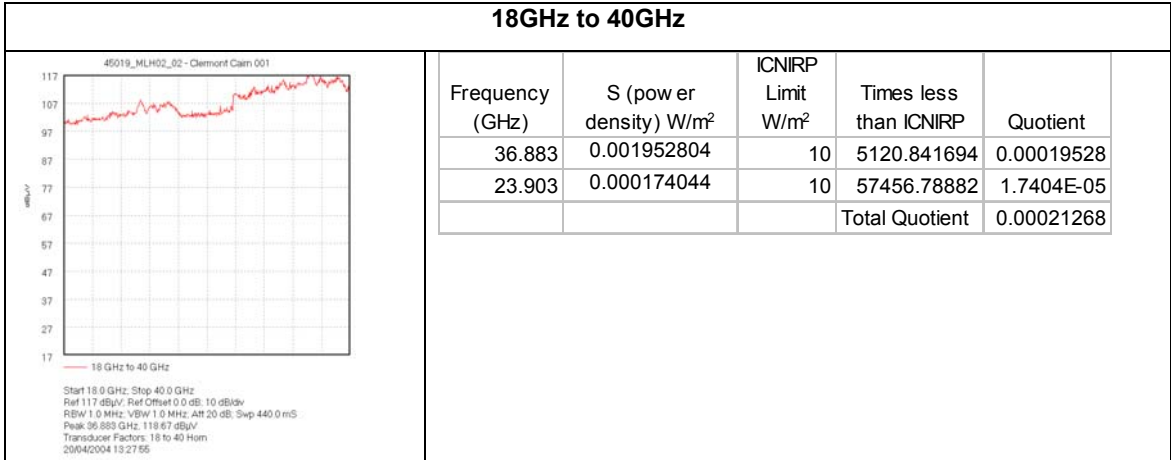 18GHz to 40GHz
45019_MLH02_02 - Clermont Cairn 001
117
107
97
87
77
67
57
47
37
27
17
dBµV
18 GHz to 40 GHz
Start 18.0 GHz; Stop 40.0 GHz
Ref 117 dBµV; Ref Offset 0.0 dB; 10 dB/div
RBW 1.0 MHz; VBW 1.0 MHz; Att 20 dB; Swp 440.0 mS
Peak 36.883 GHz, 118.67 dBµV
Transducer Factors: 18 to 40 Horn
20/04/2004 13:27:55
Frequency (GHz) S (pow er density) W/m² ICNIRP Limit W/m² Times less than ICNIRP Quotient
36.883 0.001952804 10 5120.841694 0.00019528
23.903 0.000174044 10 57456.78882 1.7404E-05
Total Quotient 0.00021268